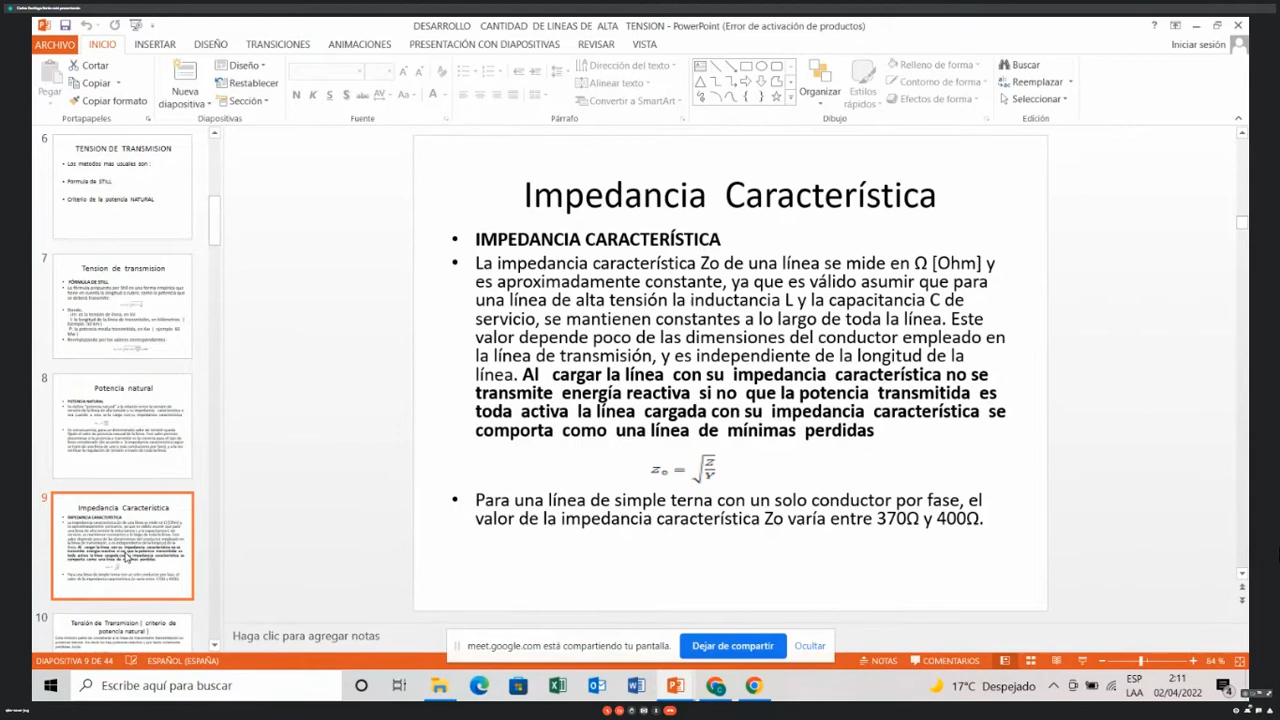 DESARROLLO CANTIDAD DE LINEAS DE ALTA TENSION - PowerPoint (Error de activación de productos)
ARCHIVO INICIO INSERTAR DISEÑO TRANSICIONES ANIMACIONES PRESENTACIÓN CON DIAPOSITIVAS REVISAR VISTA
Iniciar sesión
Pegar
Cortar
Copiar
Copiar formato
Portapapeles
Nueva
diapositiva
Diseño
Restablecer
Sección
Diapositivas
N K S S abc AV Aa A
Fuente
Dirección del texto
Alinear texto
Convertir a SmartArt
Párrafo
Organizar
Estilos
rápidos
Relleno de forma
Contorno de forma
Efectos de forma
Dibujo
Buscar
Reemplazar
Seleccionar
Edición
6
TENSION DE TRANSMISION
• Los metodos mas usuales son :
• Formula de STILL
• Criterio de la potencia NATURAL
7
Tension de transmision
• FÓRMULA DE STILL
8
Potencia natural
• POTENCIA NATURAL
9
Impedancia Característica
• IMPEDANCIA CARACTERÍSTICA
10
Tensión de Transmision ( criterio de
potencia natural )
Impedancia Característica
• IMPEDANCIA CARACTERÍSTICA
• La impedancia característica Zo de una línea se mide en Ω [Ohm] y
es aproximadamente constante, ya que es válido asumir que para
una línea de alta tensión la inductancia L y la capacitancia C de
servicio, se mantienen constantes a lo largo de toda la línea. Este
valor depende poco de las dimensiones del conductor empleado en
la línea de transmisión, y es independiente de la longitud de la
línea. Al cargar la línea con su impedancia característica no se
transmite energía reactiva si no que la potencia transmitida es
toda activa la línea cargada con su impedancia característica se
comporta como una línea de mínimas perdidas
z₀ = √(Z/Y)
• Para una línea de simple terna con un solo conductor por fase, el
valor de la impedancia característica Zo varía entre 370Ω y 400Ω.
Haga clic para agregar notas
meet.google.com está compartiendo tu pantalla. Dejar de compartir Ocultar
DIAPOSITIVA 9 DE 44 ESPAÑOL (ESPAÑA) NOTAS COMENTARIOS 84 %
Escribe aquí para buscar
17°C Despejado
ESP
LAA
2:11
02/04/2022
4